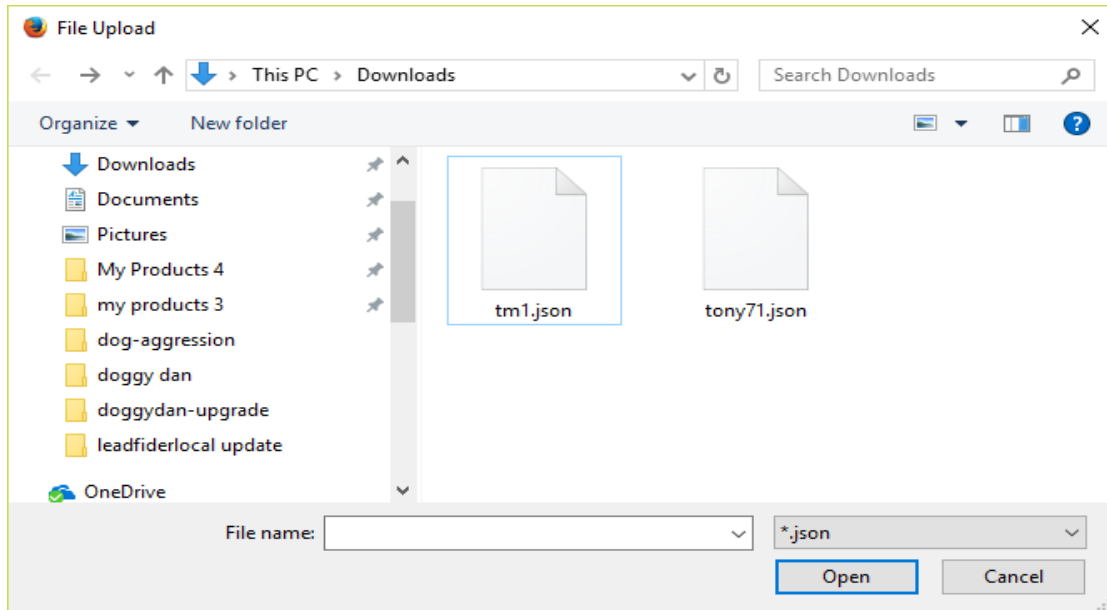 File Upload
This PC > Downloads
Search Downloads
Organize
New folder
?
Downloads
Documents
Pictures
My Products 4
my products 3
dog-aggression
doggy dan
doggydan-upgrade
leadfiderlocal update
OneDrive
tm1.json
tony71.json
File name:
*.json
Open
Cancel